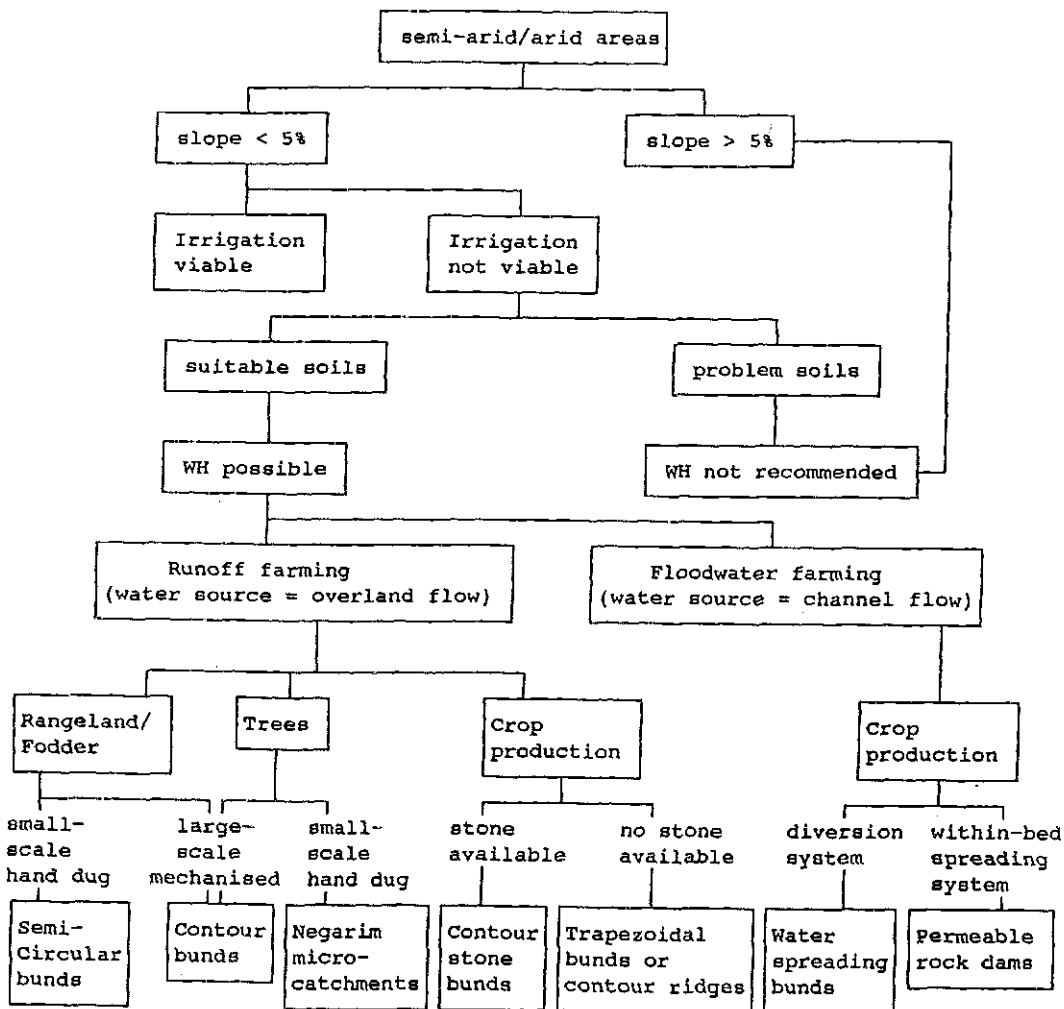 semi-arid/arid areas
slope < 5%
slope > 5%
Irrigation
viable
Irrigation
not viable
suitable soils
problem soils
WH possible
WH not recommended
Runoff farming
(water source = overland flow)
Floodwater farming
(water source = channel flow)
Rangeland/
Fodder
Trees
Crop
production
Crop
production
small-
scale
hand dug
large-
scale
mechanised
small-
scale
hand dug
stone
available
no stone
available
diversion
system
within-bed
spreading
system
Semi-
Circular
bunds
Contour
bunds
Negarim
micro-
catchments
Contour
stone
bunds
Trapezoidal
bunds or
contour ridges
Water
spreading
bunds
Permeable
rock dams